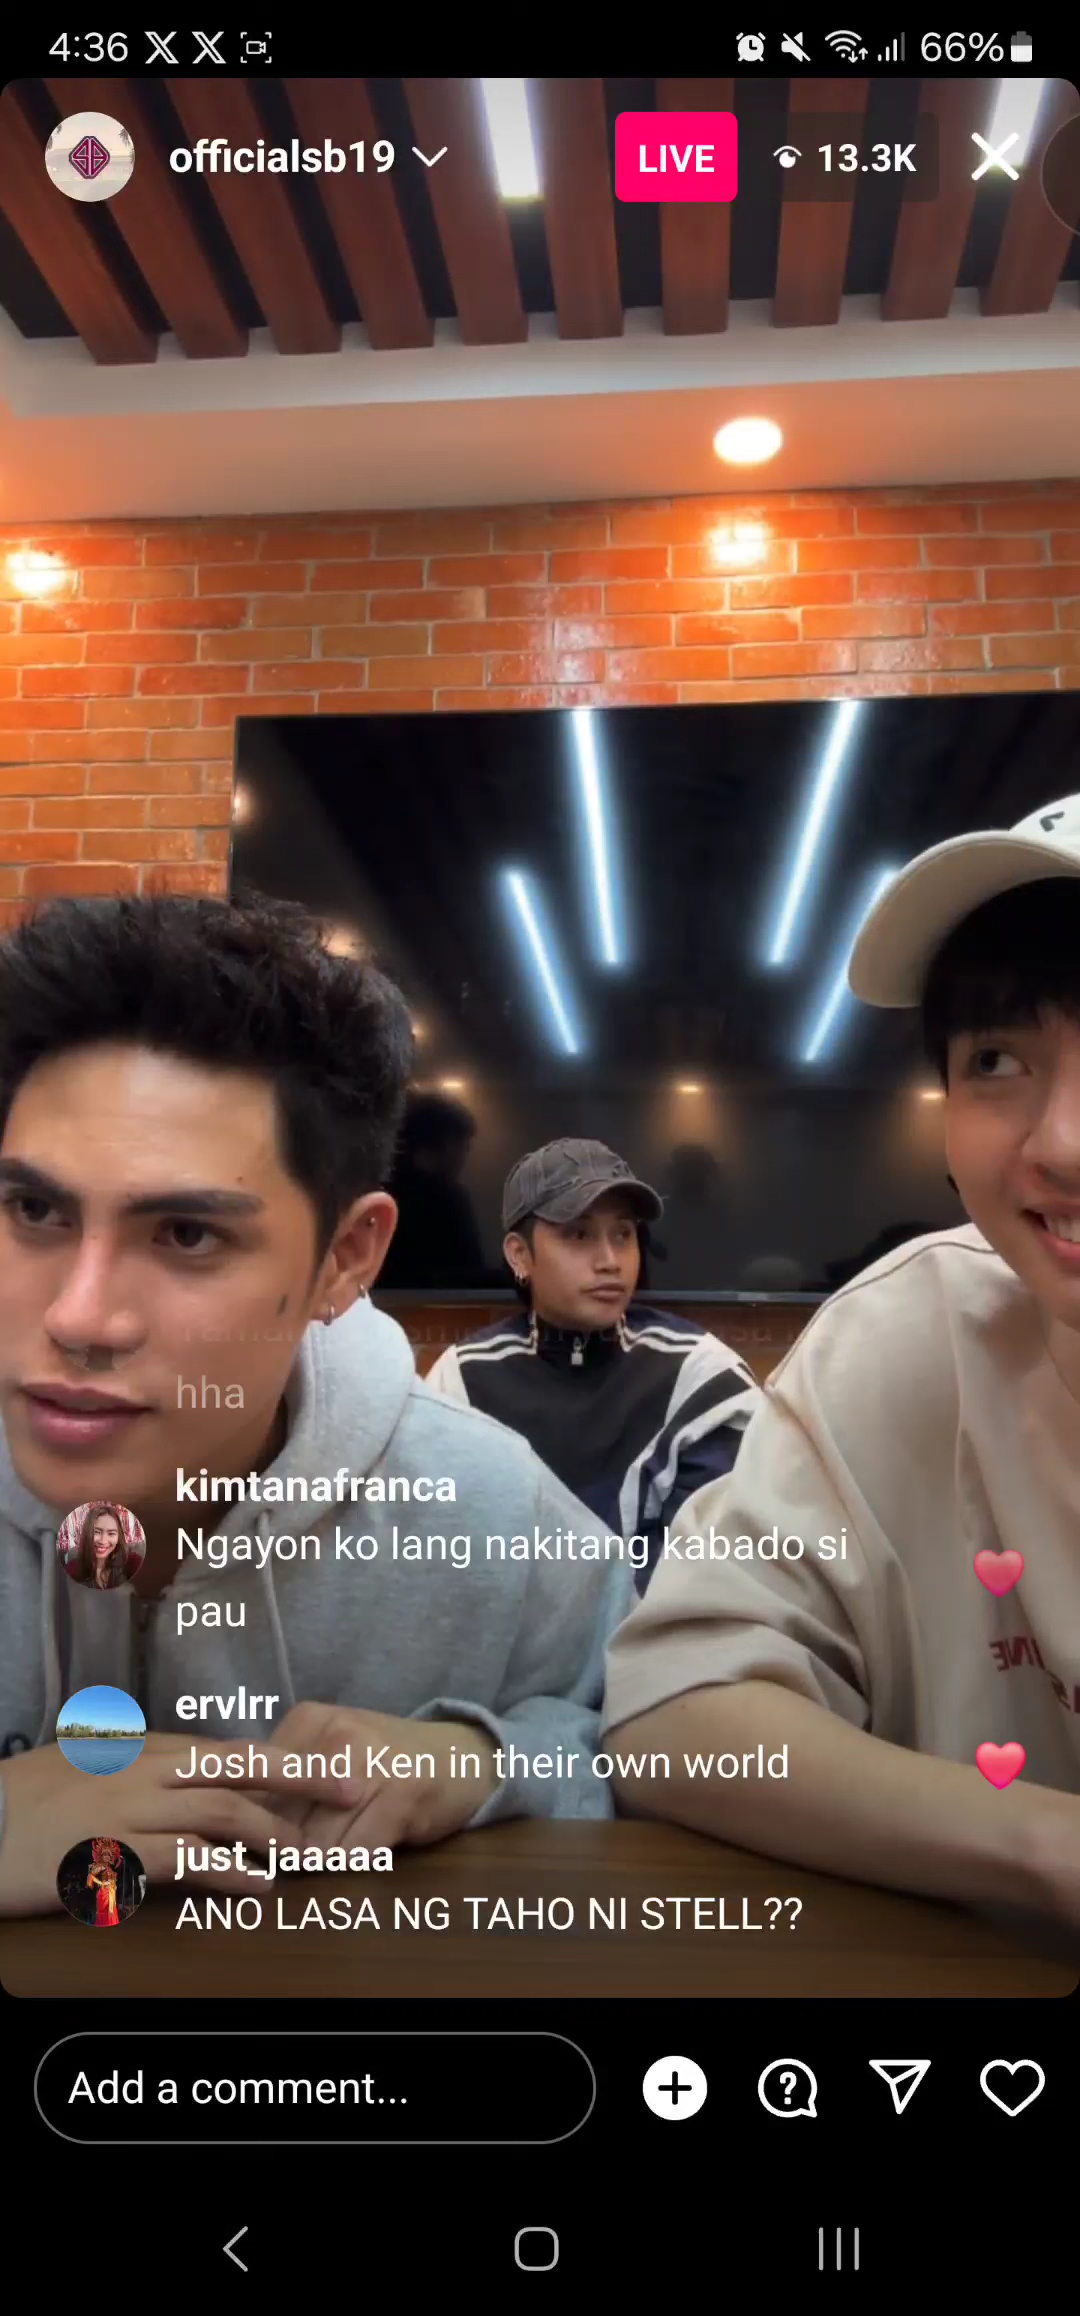 4:36
66%
officialsb19
LIVE
13.3K
hha
kimtanafranca
Ngayon ko lang nakitang kabado si
pau
ervlrr
Josh and Ken in their own world
just_jaaaaa
ANO LASA NG TAHO NI STELL??
Add a comment...